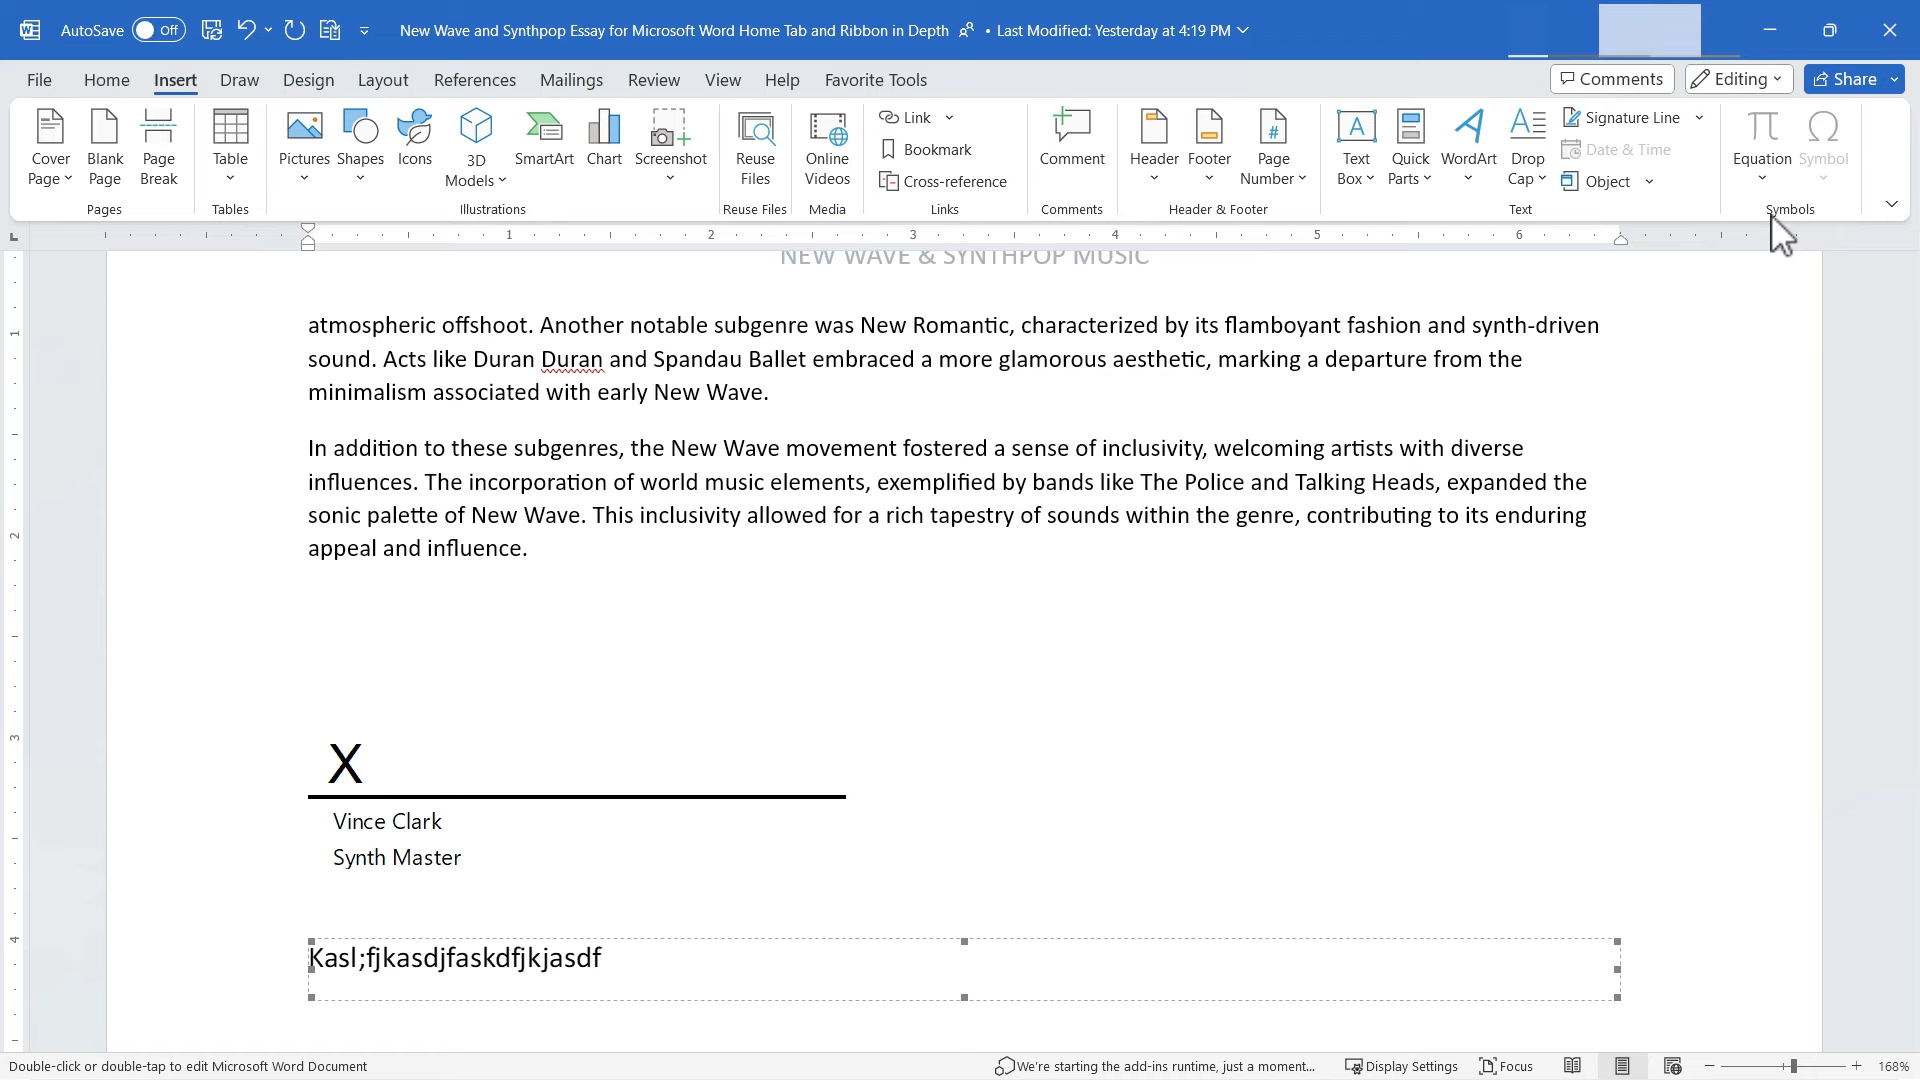 AutoSave Off New Wave and Synthpop Essay for Microsoft Word Home Tab and Ribbon in Depth • Last Modified: Yesterday at 4:19 PM
File Home Insert Draw Design Layout References Mailings Review View Help Favorite Tools Comments Editing Share
Cover Page
Blank Page
Page Break
Pages
Table
Tables
Pictures
Shapes
Icons
3D Models
SmartArt
Chart
Screenshot
Illustrations
Reuse Files
Reuse Files
Online Videos
Media
Link
Bookmark
Cross-reference
Links
Comment
Comments
Header
Footer
Page Number
Header & Footer
Text Box
Quick Parts
WordArt
Drop Cap
Signature Line
Date & Time
Object
Text
Equation
Symbol
Symbols
1 2 3 4 5 6
NEW WAVE & SYNTHPOP MUSIC
atmospheric offshoot. Another notable subgenre was New Romantic, characterized by its flamboyant fashion and synth-driven
sound. Acts like Duran Duran and Spandau Ballet embraced a more glamorous aesthetic, marking a departure from the
minimalism associated with early New Wave.
In addition to these subgenres, the New Wave movement fostered a sense of inclusivity, welcoming artists with diverse
influences. The incorporation of world music elements, exemplified by bands like The Police and Talking Heads, expanded the
sonic palette of New Wave. This inclusivity allowed for a rich tapestry of sounds within the genre, contributing to its enduring
appeal and influence.
X
Vince Clark
Synth Master
Kasl;fjkasdjfaskdfjkjasdf
1
2
3
4
Double-click or double-tap to edit Microsoft Word Document We're starting the add-ins runtime, just a moment... Display Settings Focus 168%